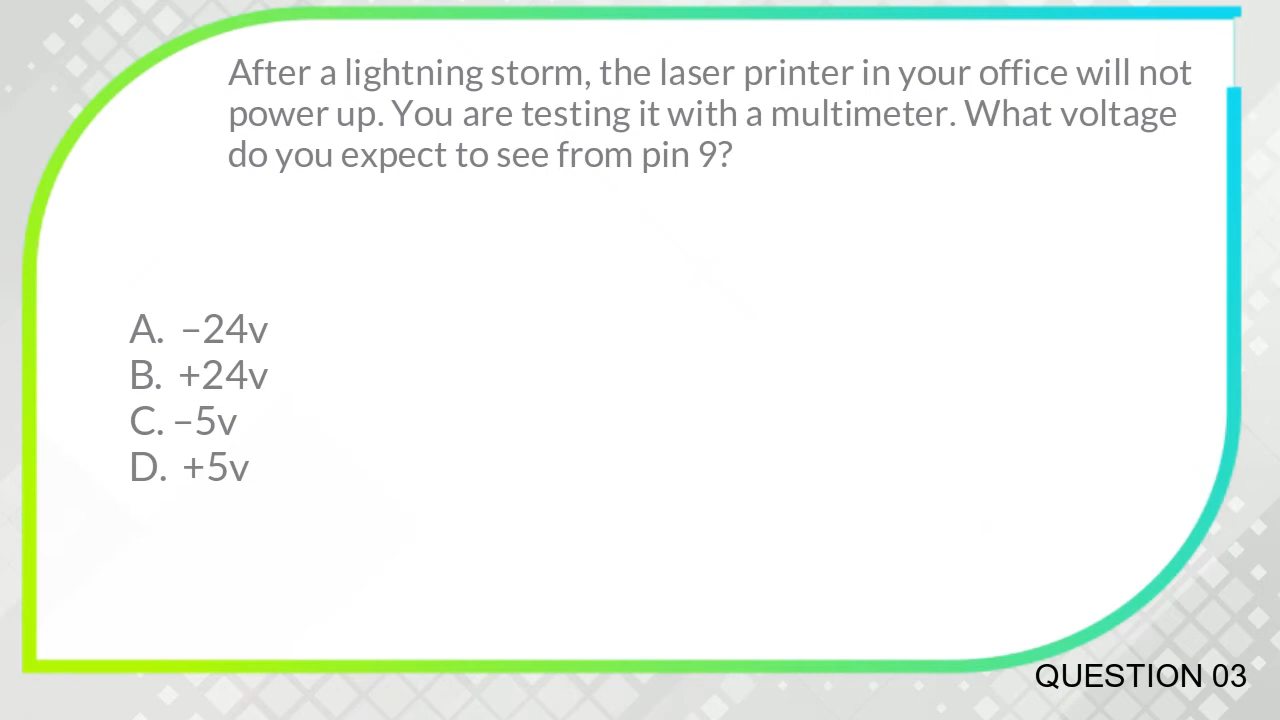 After a lightning storm, the laser printer in your office will not
power up. You are testing it with a multimeter. What voltage
do you expect to see from pin 9?
A. –24v
B. +24v
C. –5v
D. +5v
QUESTION 03